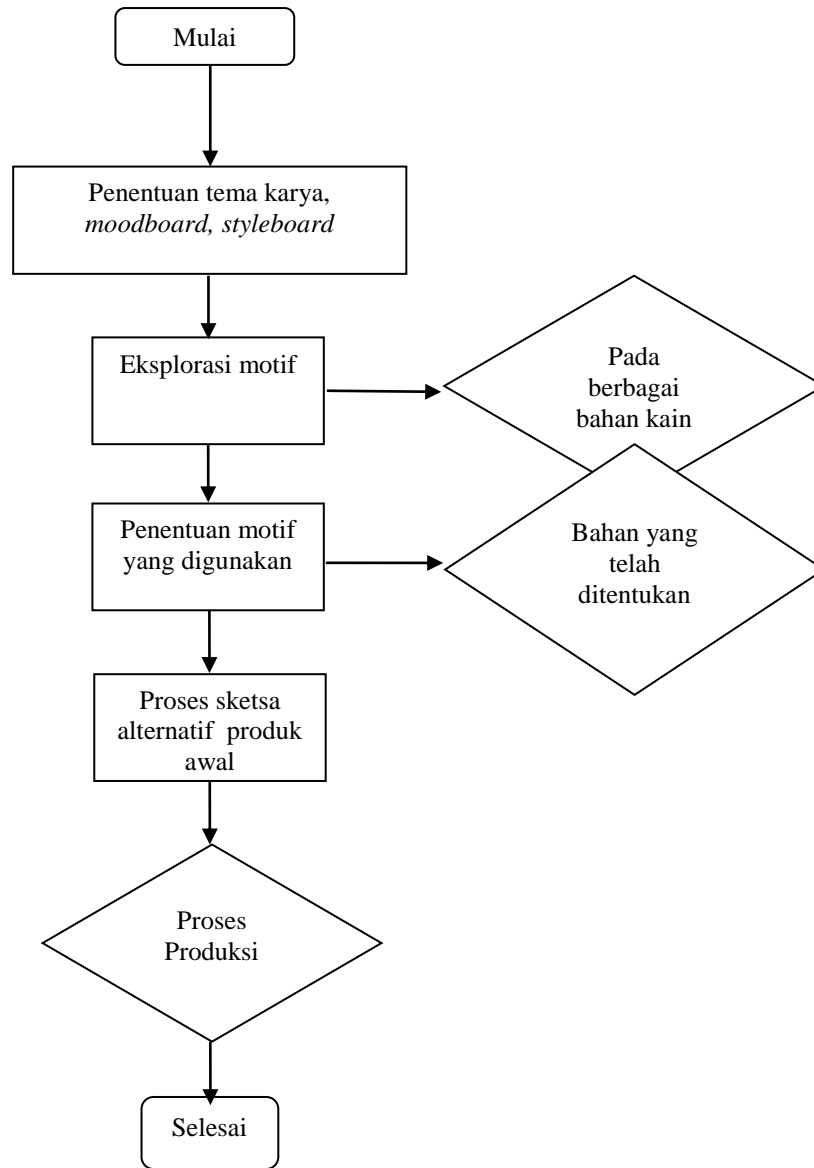 Mulai
Penentuan tema karya,
moodboard, styleboard
Eksplorasi motif
Pada
berbagai
bahan kain
Penentuan motif
yang digunakan
Bahan yang
telah
ditentukan
Proses sketsa
alternatif produk
awal
Proses
Produksi
Selesai